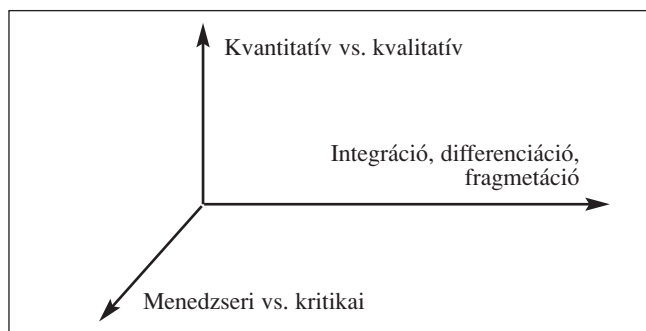 Kvantitatív vs. kvalitatív
Integráció, differenciáció,
fragmetáció
Menedzseri vs. kritikai